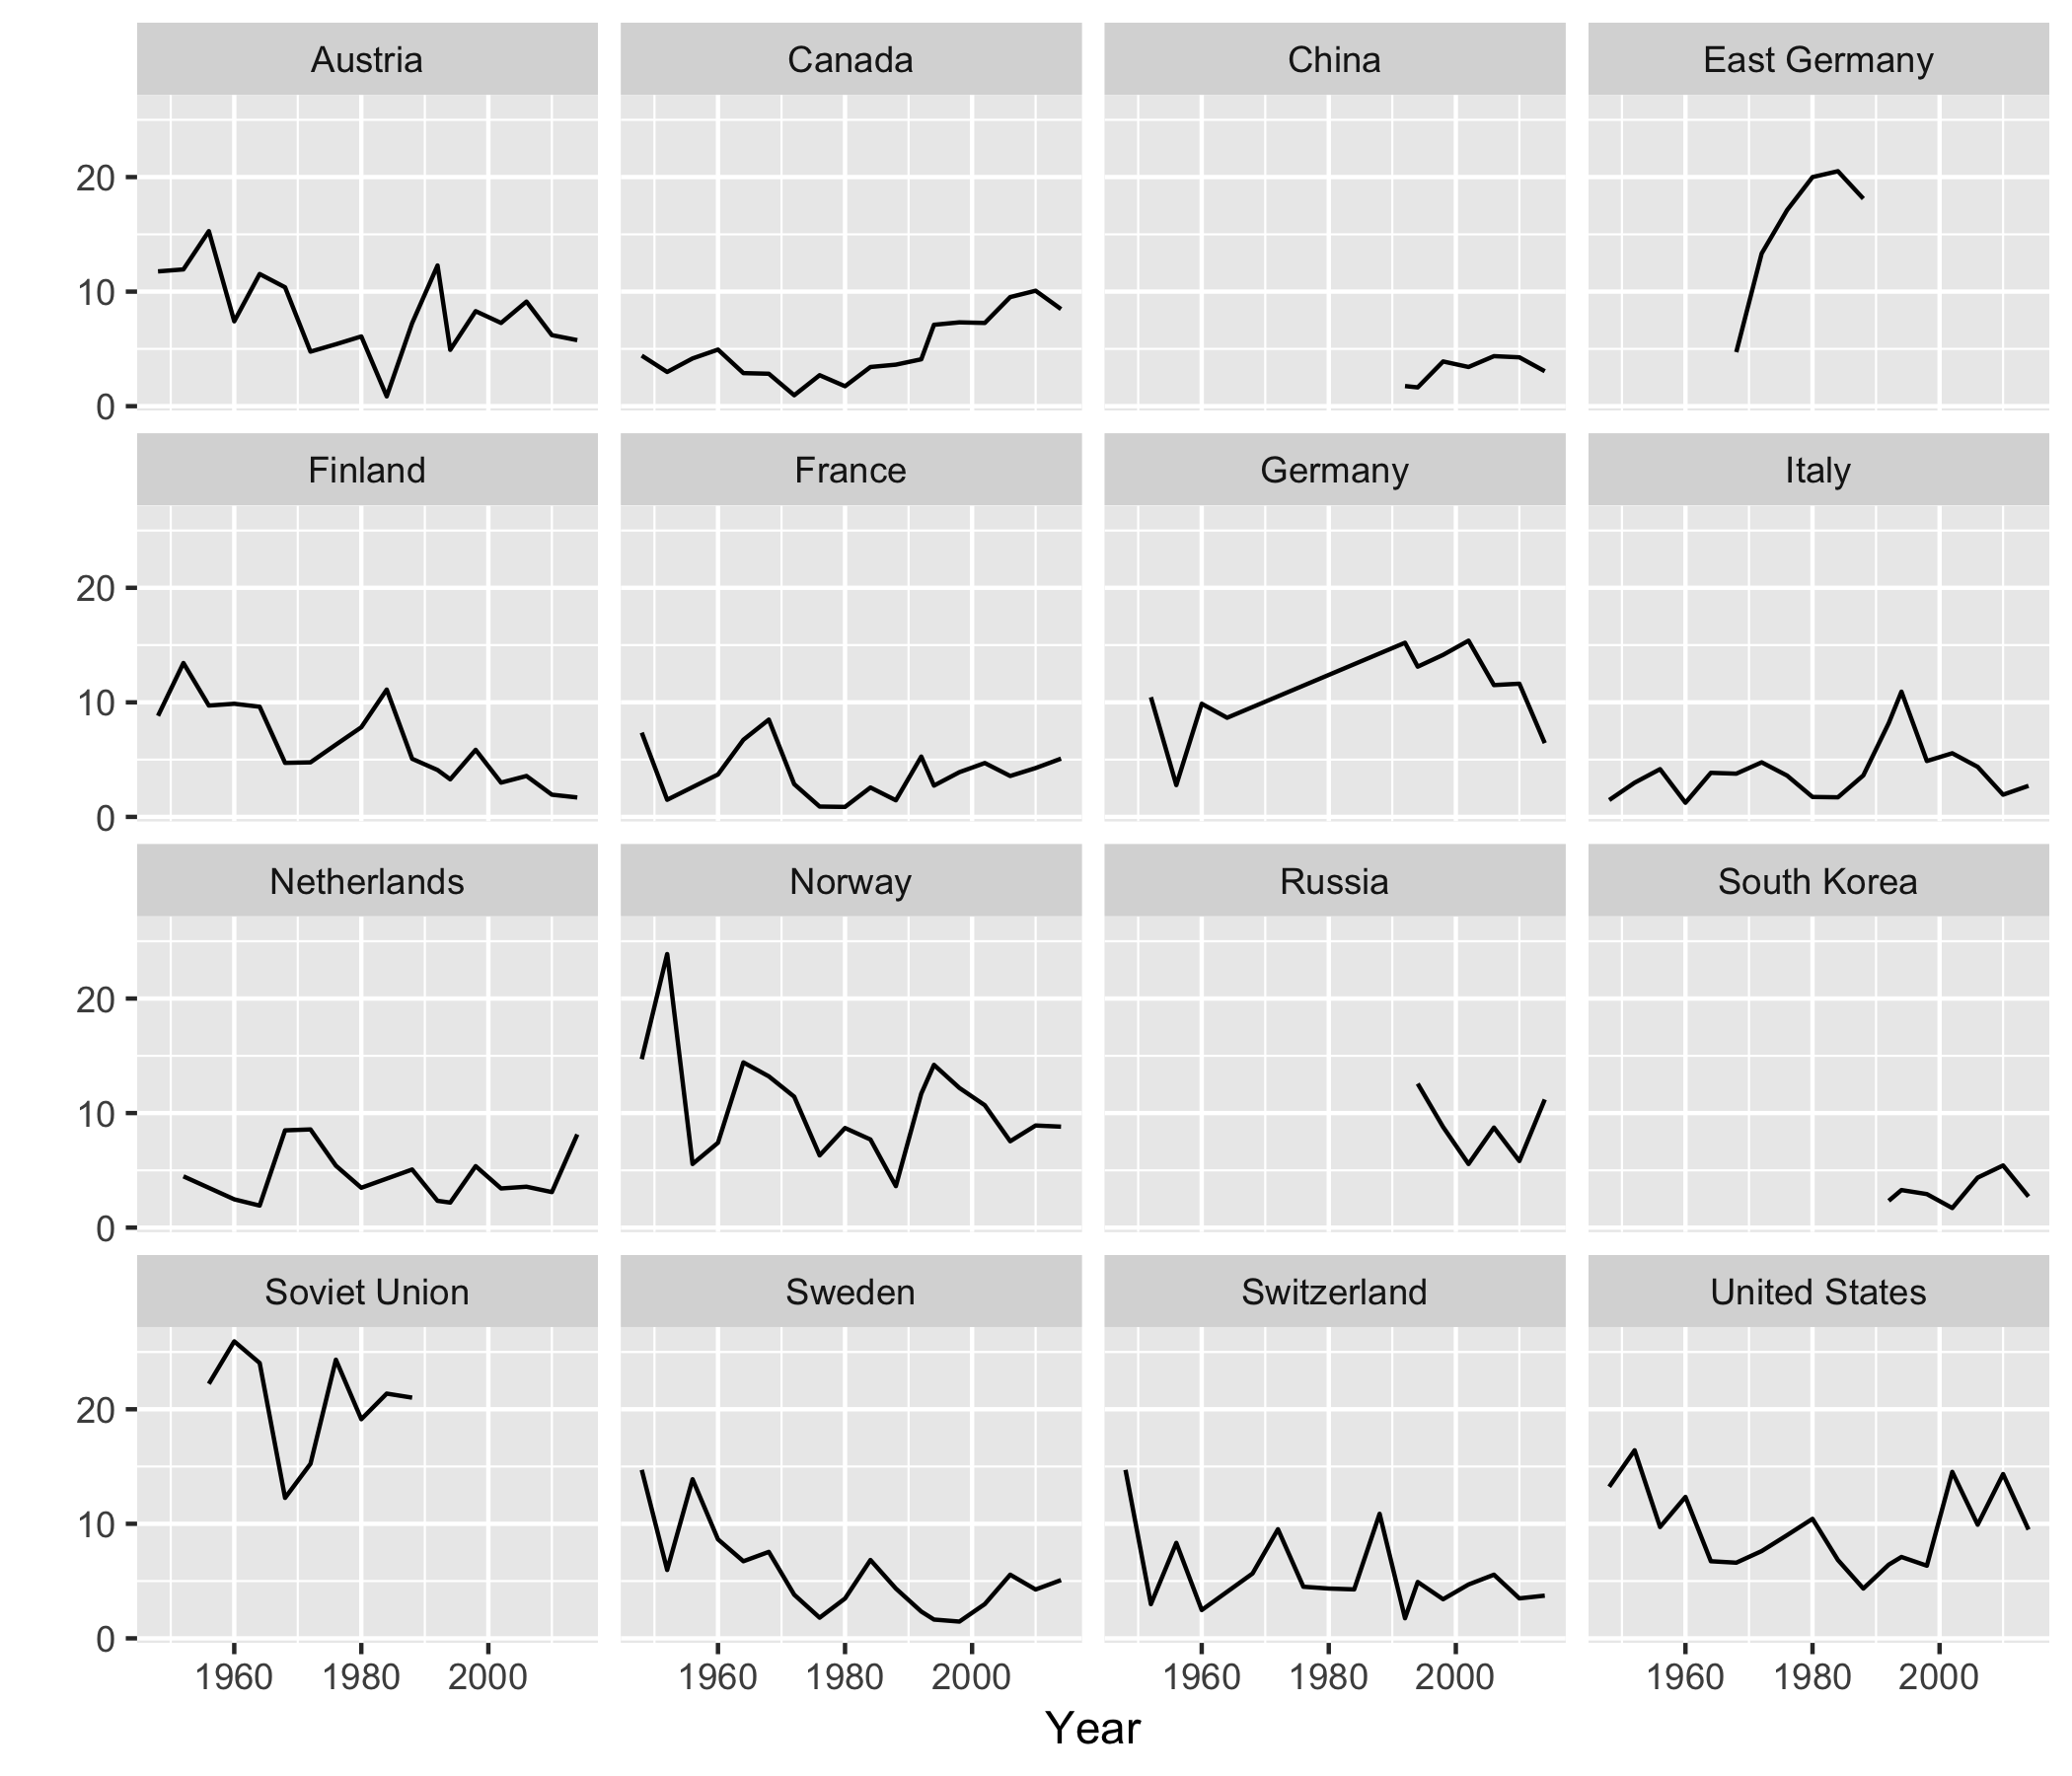 Austria
Canada
China
East Germany
20
10
0
Finland
France
Germany
Italy
20
10
0
Netherlands
Norway
Russia
South Korea
20
10
0
Soviet Union
Sweden
Switzerland
United States
20
10
0
1960 1980 2000
1960 1980 2000
1960 1980 2000
1960 1980 2000
Year